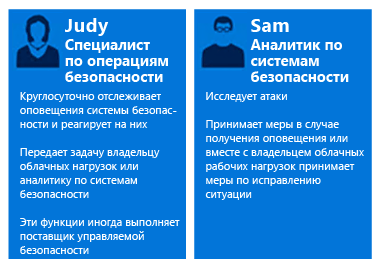 Judy
Специалист
по операциям
безопасности
Круглосуточно отслеживает
оповещения системы безопас-
ности и реагирует на них
Передает задачу владельцу
облачных нагрузок или
аналитику по системам
безопасности
Эти функции иногда выполняет
поставщик управляемой
безопасности
Sam
Аналитик по
системам
безопасности
Исследует атаки
Принимает меры в случае
получения оповещения или
вместе с владельцем облачных
рабочих нагрузок принимает
меры по исправлению
ситуации